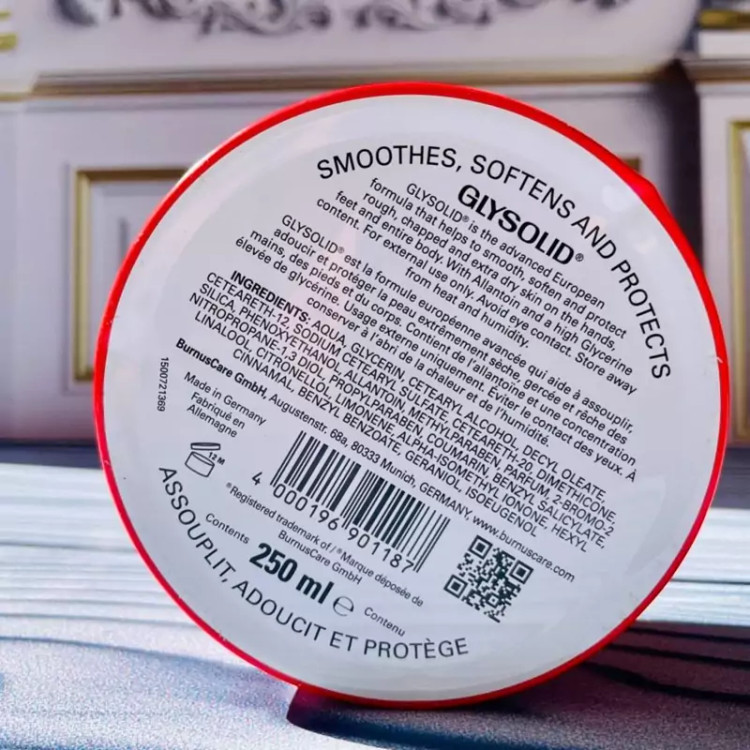 SMOOTHES, SOFTENS AND PROTECTS
GLYSOLID®
GLYSOLID® is the advanced European
formula that helps to smooth, soften and protect
rough, chapped and extra dry skin on the hands,
feet and entire body. With Allantoin and a high Glycerine
content. For external use only. Avoid eye contact. Store away
from heat and humidity.
GLYSOLID® est la formule européenne avancée qui aide à assouplir,
adoucir et protéger la peau extrêmement sèche, gercée et rêche des
mains, des pieds et du corps. Contient de l'allantoïne et une concentration
élevée de glycérine. Usage externe uniquement. Eviter le contact des yeux. À
conserver à l'abri de la chaleur et de l'humidité.
INGREDIENTS: AQUA, GLYCERIN, CETEARYL ALCOHOL, DECYL OLEATE,
CETEARETH-12, SODIUM CETEARYL SULFATE, CETEARETH-20, DIMETHICONE,
SILICA, PHENOXYETHANOL, ALLANTOIN, METHYLPARABEN, PARFUM, 2-BROMO-2
NITROPROPANE-1,3 DIOL, PROPYLPARABEN, COUMARIN, BENZYL SALICYLATE,
LINALOOL, CITRONELLOL, LIMONENE, ALPHA-ISOMETHYL IONONE, HEXYL
CINNAMAL, BENZYL BENZOATE, GERANIOL, ISOEUGENOL
BurnusCare GmbH, Augustenstr. 68a, 80333 Munich, GERMANY, www.burnuscare.com
1500721369
Made in Germany
Fabriqué en
Allemagne
12 M
4 000196 901187
®Registered trademark of / ®Marque déposée de
BurnusCare GmbH
Contents 250 ml ℮ Contenu
ASSOUPLIT, ADOUCIT ET PROTÈGE